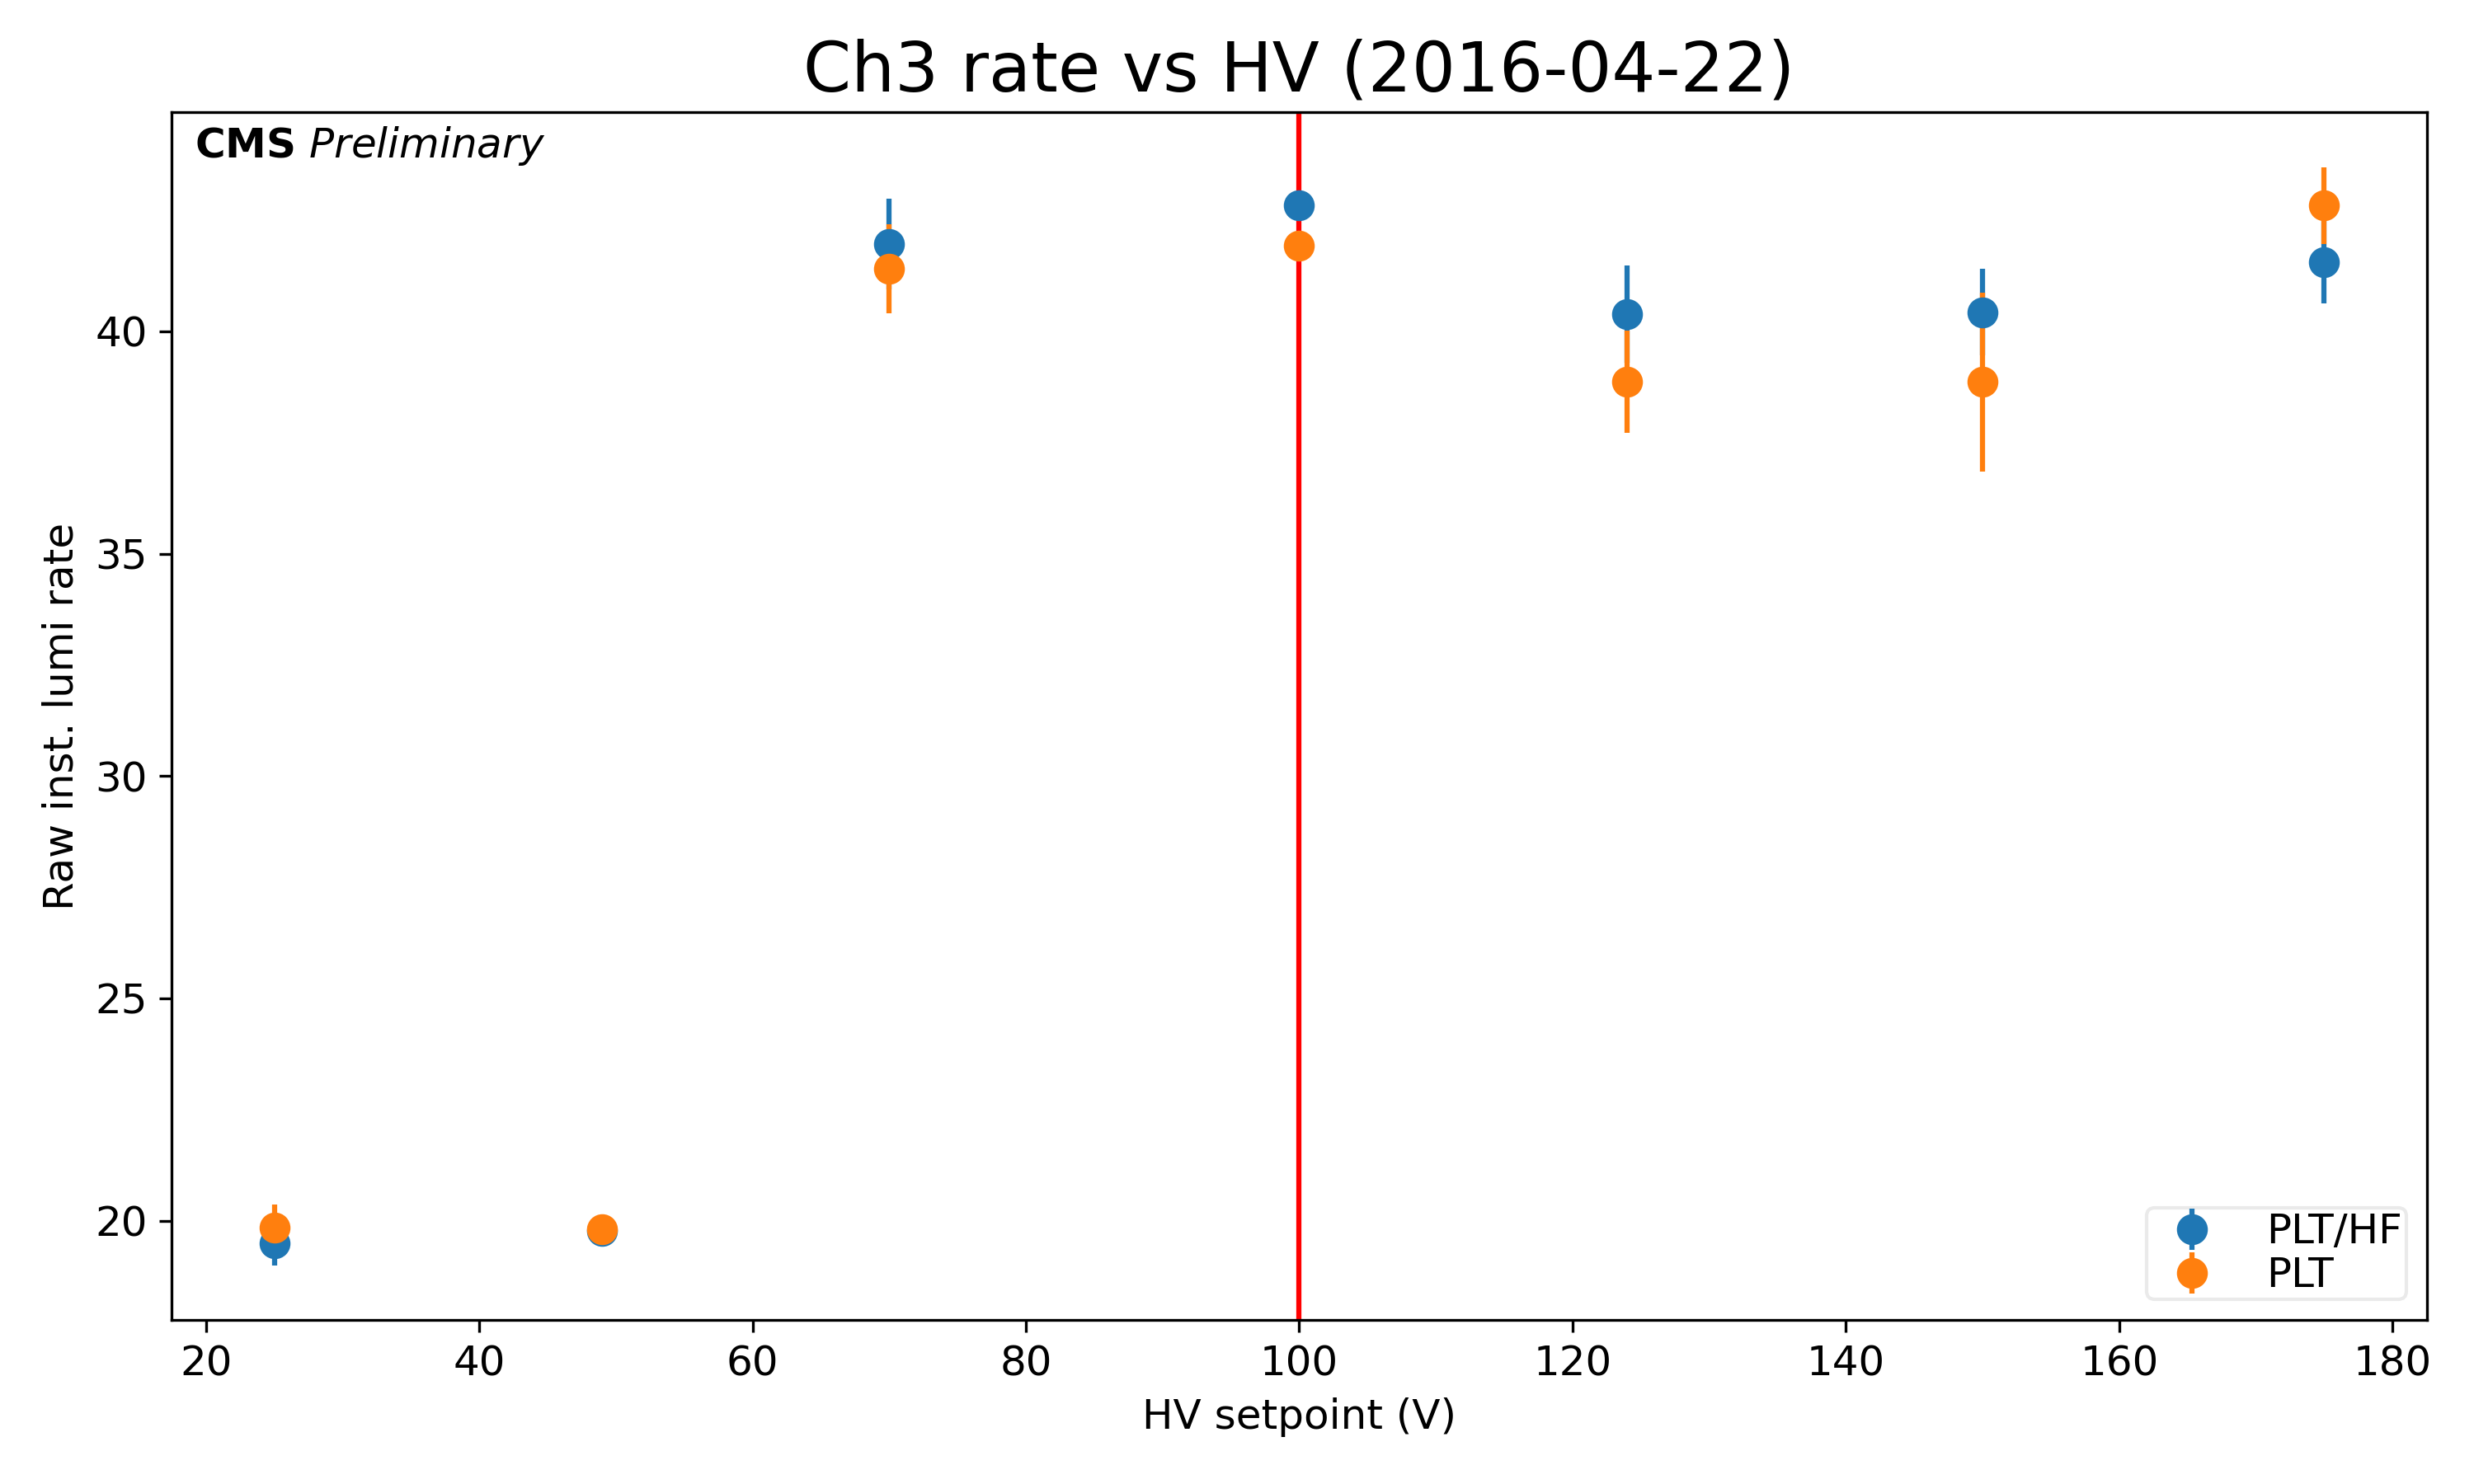 Ch3 rate vs HV (2016-04-22)
CMS Preliminary
40
35
30
25
20
Raw inst. lumi rate
PLT/HF
PLT
20 40 60 80 100 120 140 160 180
HV setpoint (V)